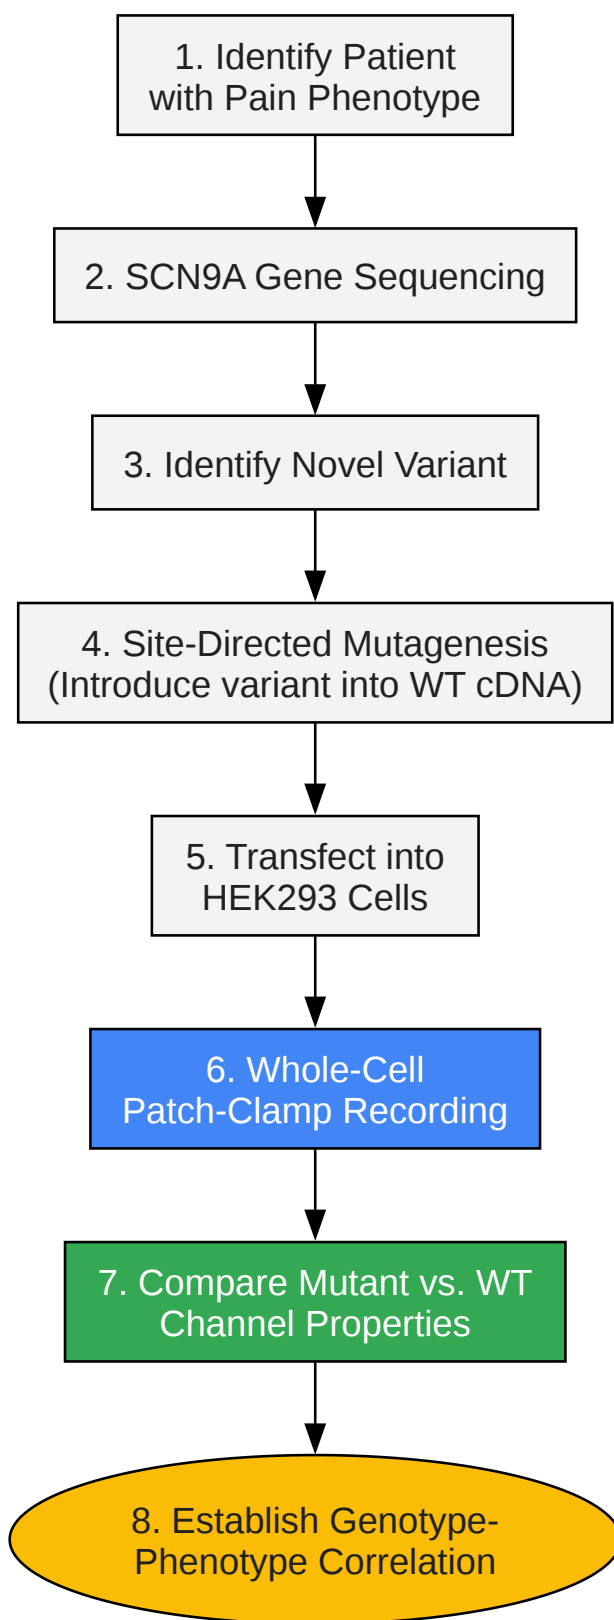 1. Identify Patient
with Pain Phenotype
2. SCN9A Gene Sequencing
3. Identify Novel Variant
4. Site-Directed Mutagenesis
(Introduce variant into WT cDNA)
5. Transfect into
HEK293 Cells
6. Whole-Cell
Patch-Clamp Recording
7. Compare Mutant vs. WT
Channel Properties
8. Establish Genotype-
Phenotype Correlation